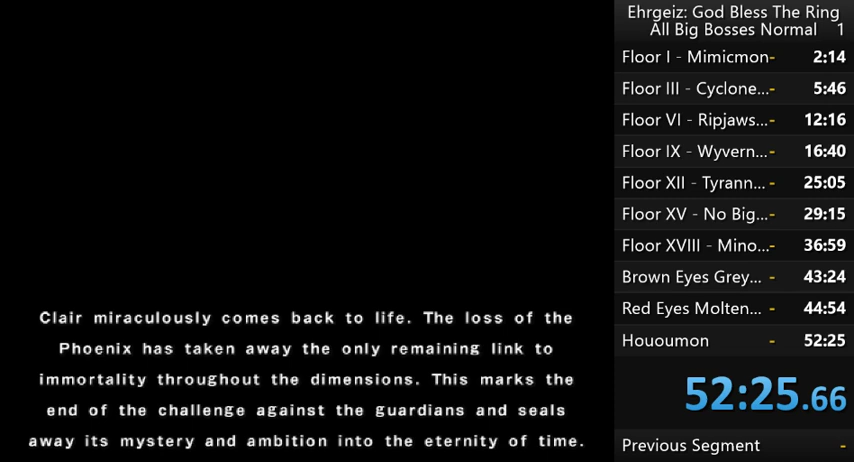 Clair miraculously comes back to life. The loss of the
Phoenix has taken away the only remaining link to
immortality throughout the dimensions. This marks the
end of the challenge against the guardians and seals
away its mystery and ambition into the eternity of time.
Ehrgeiz: God Bless The Ring
All Big Bosses Normal 1
Floor I - Mimicmon- 2:14
Floor III - Cyclone...- 5:46
Floor VI - Ripjaws...- 12:16
Floor IX - Wyvern...- 16:40
Floor XII - Tyrann... - 25:05
Floor XV - No Big...- 29:15
Floor XVIII - Mino...- 36:59
Brown Eyes Grey... - 43:24
Red Eyes Molten... - 44:54
Hououmon - 52:25
52:25.66
Previous Segment -